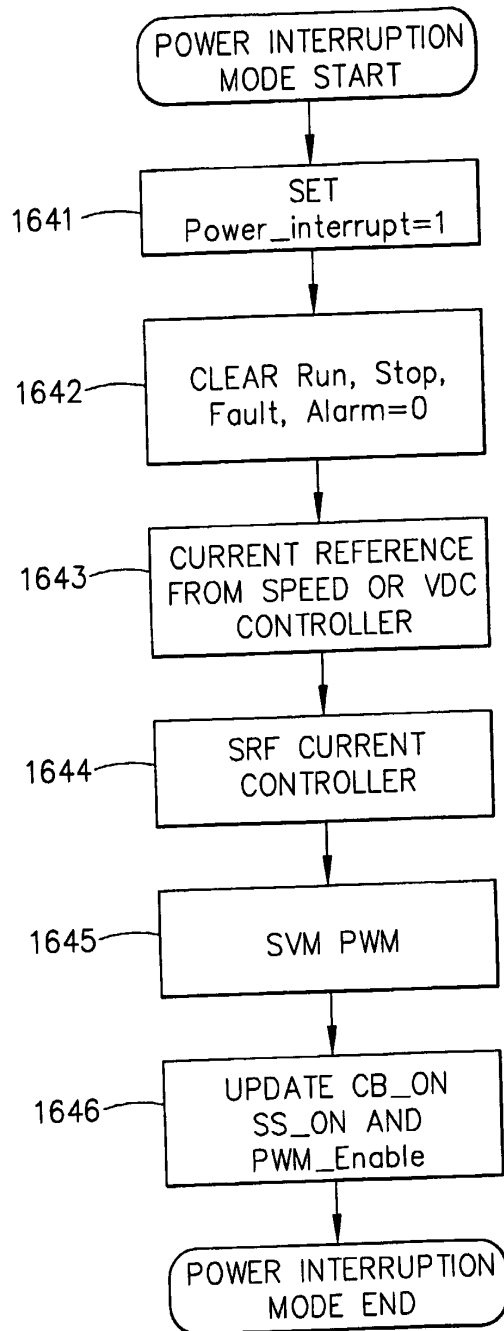 POWER INTERRUPTION
MODE START
1641
SET
Power_interrupt=1
1642
CLEAR Run, Stop,
Fault, Alarm=0
1643
CURRENT REFERENCE
FROM SPEED OR VDC
CONTROLLER
1644
SRF CURRENT
CONTROLLER
1645
SVM PWM
1646
UPDATE CB_ON
SS_ON AND
PWM_Enable
POWER INTERRUPTION
MODE END